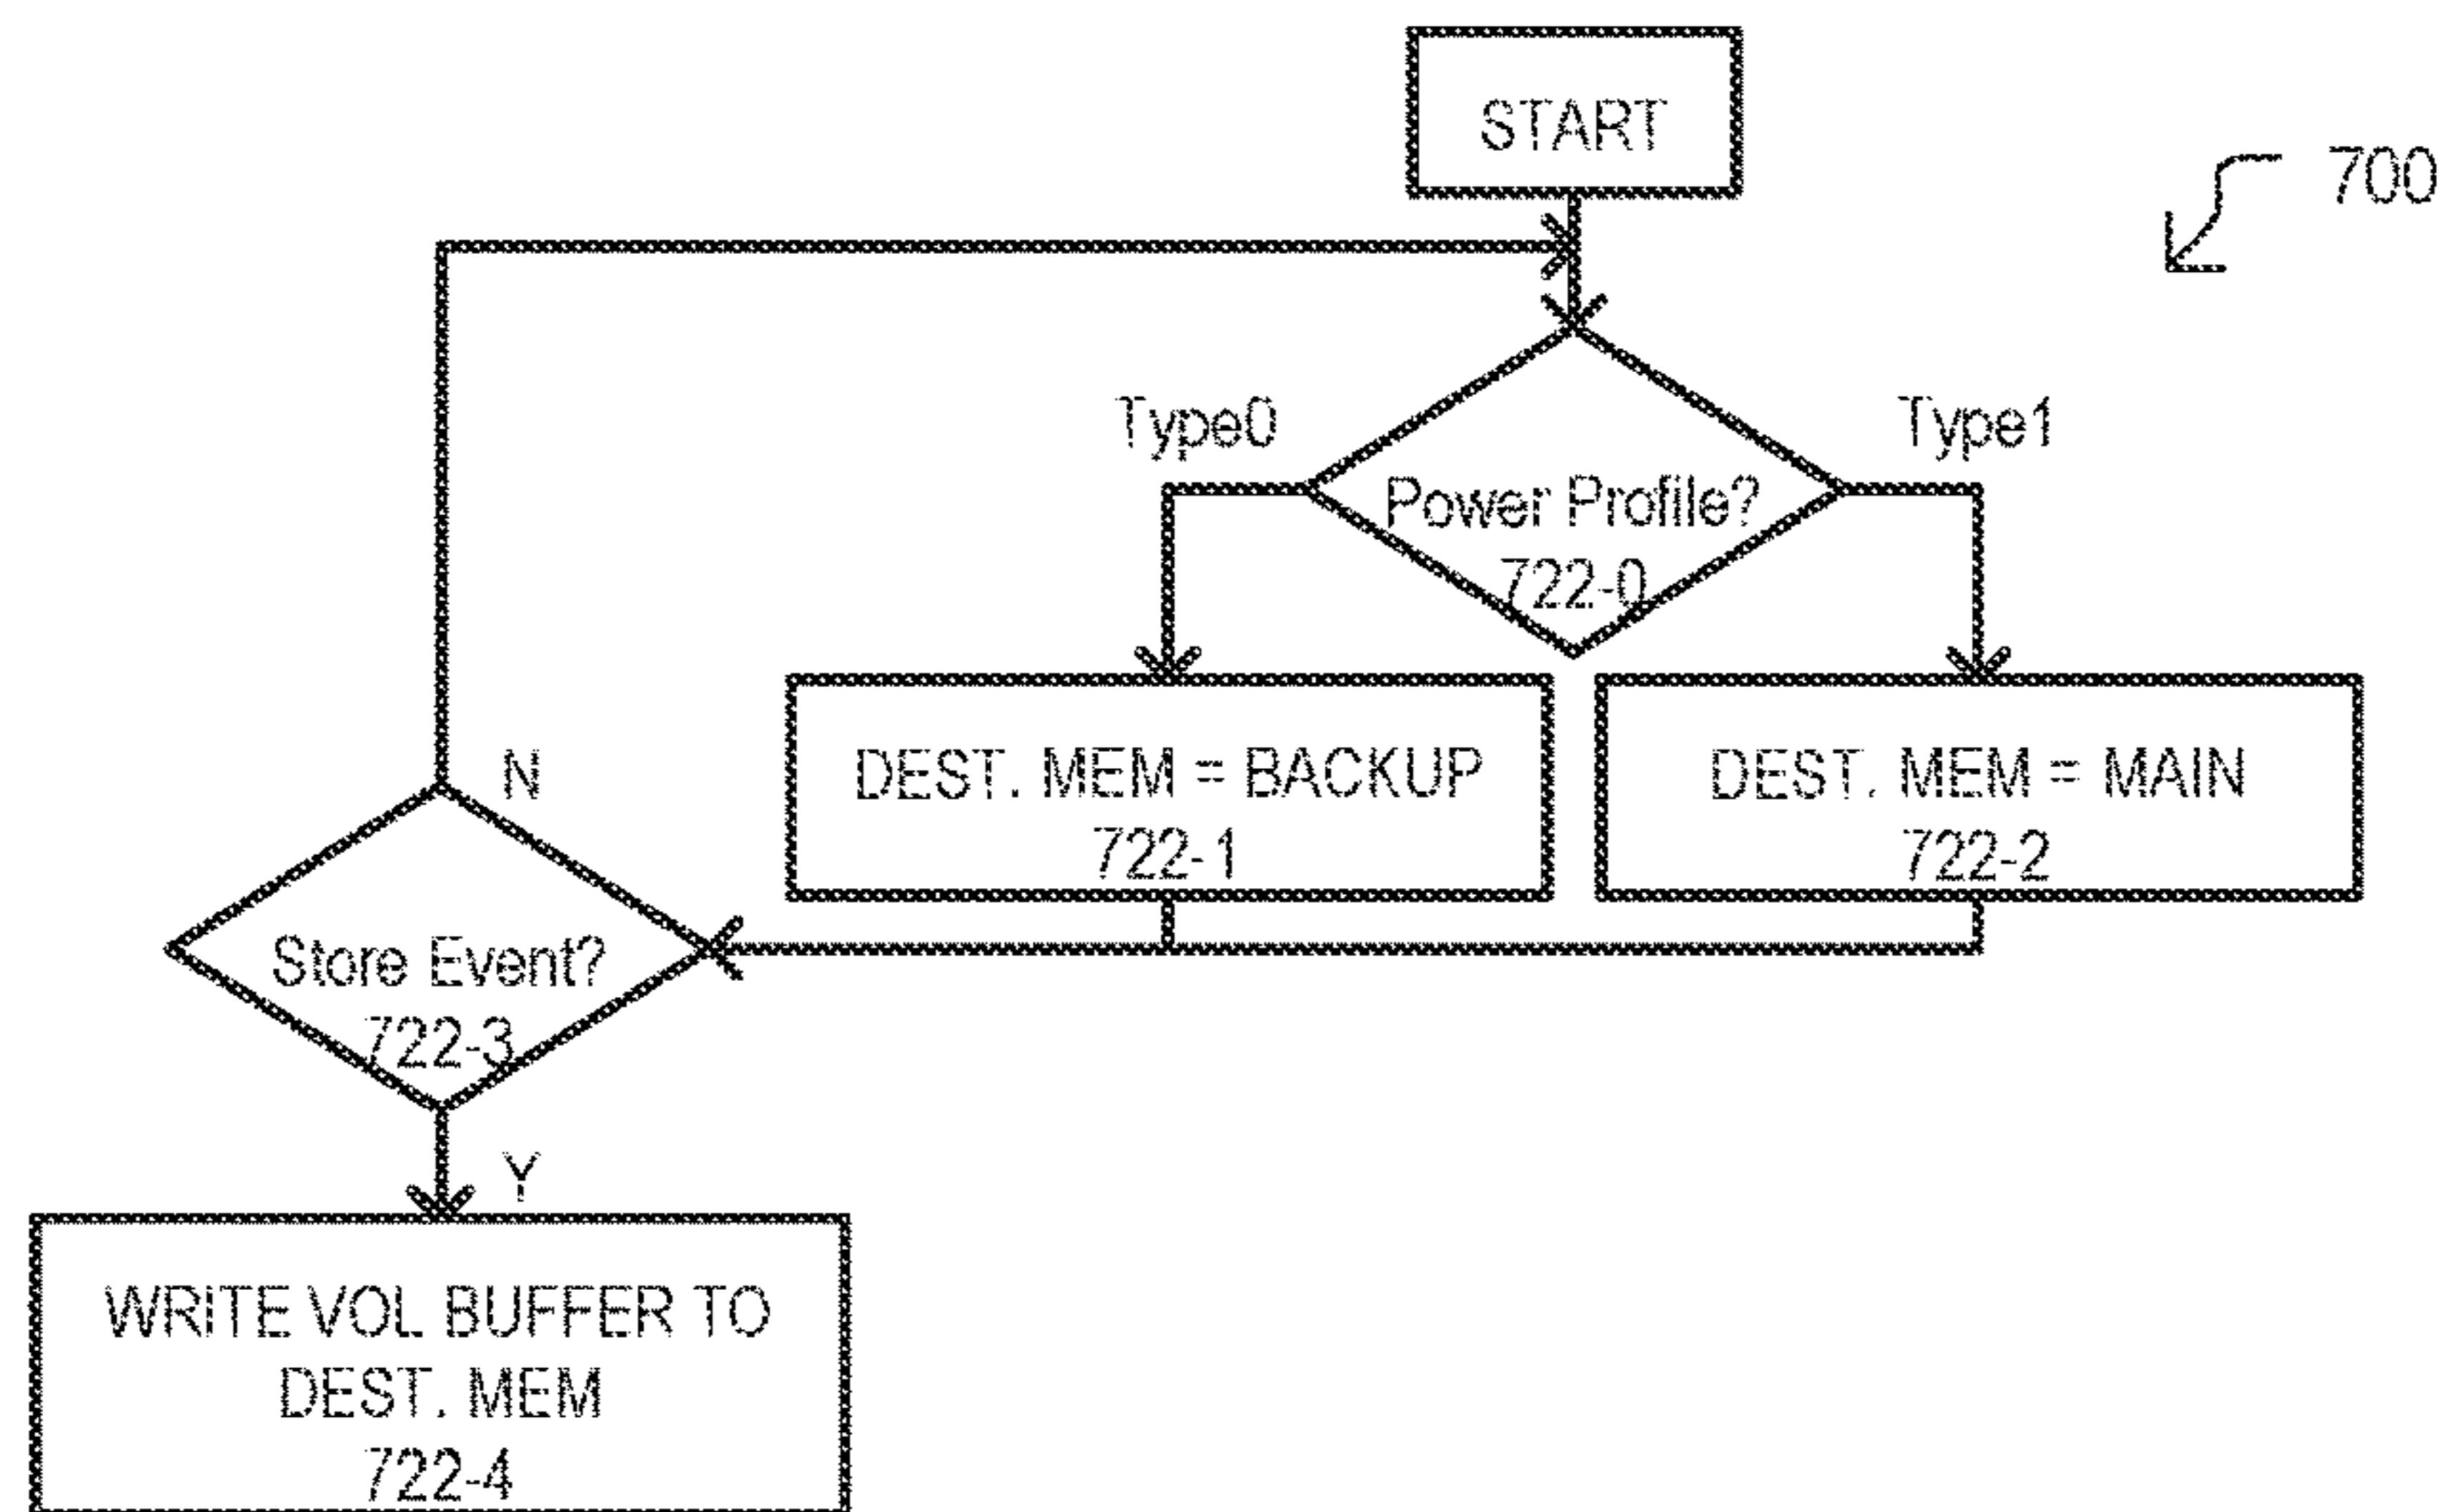 START
700
Type0
Type1
Power Profile?
722-0
N
DEST. MEM = BACKUP
722-1
DEST. MEM = MAIN
722-2
Store Event?
722-3
Y
WRITE VOL BUFFER TO
DEST. MEM
722-4